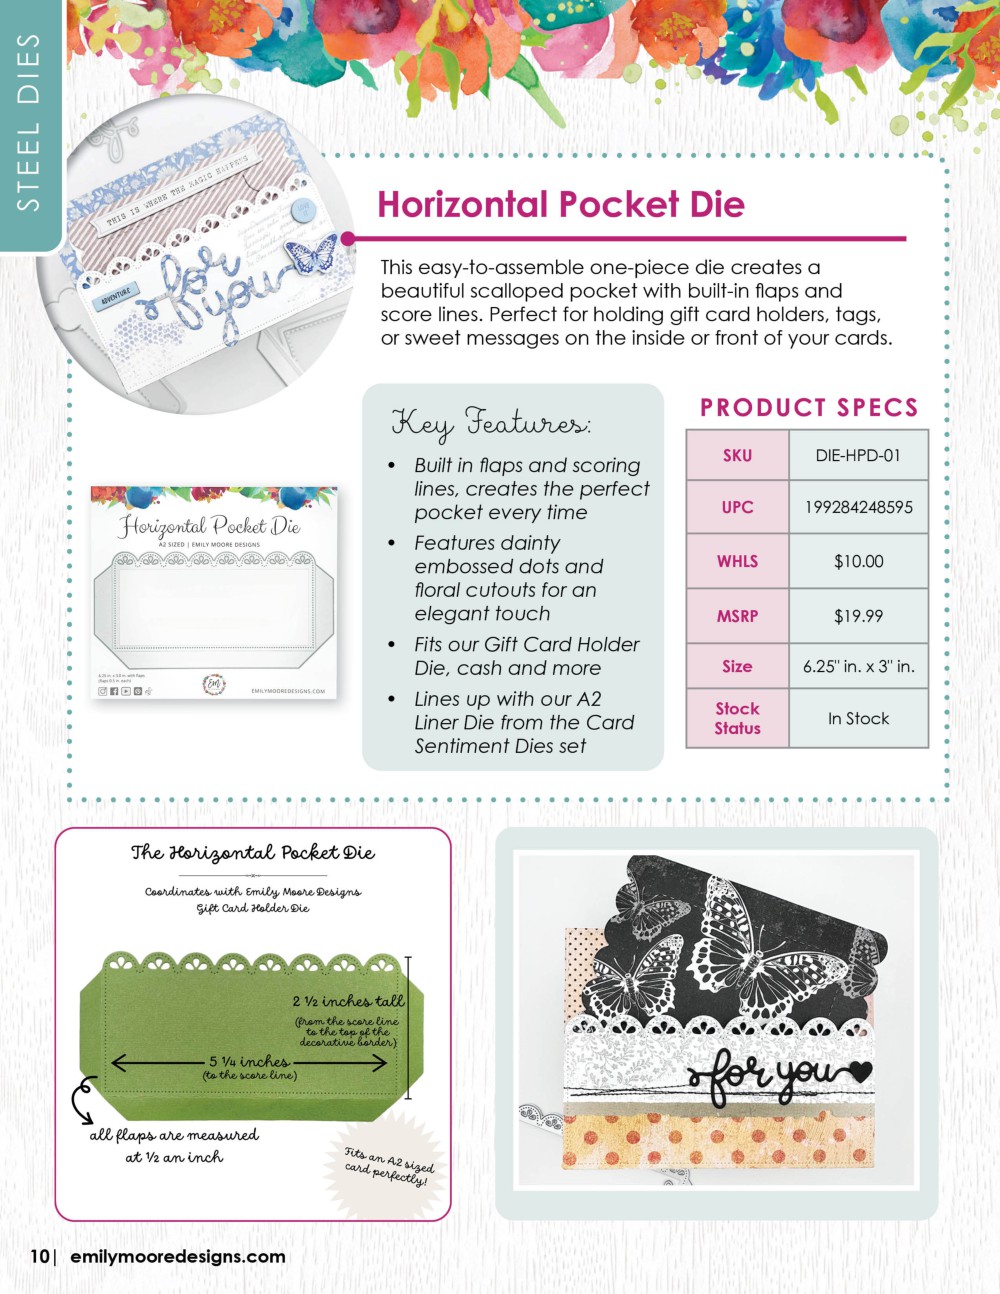 STEEL DIES
THIS IS WHERE THE MAGIC HAPPENS
ADVENTURE
for
you
Horizontal Pocket Die
This easy-to-assemble one-piece die creates a
beautiful scalloped pocket with built-in flaps and
score lines. Perfect for holding gift card holders, tags,
or sweet messages on the inside or front of your cards.
Key Features:
• Built in flaps and scoring
lines, creates the perfect
pocket every time
• Features dainty
embossed dots and
floral cutouts for an
elegant touch
• Fits our Gift Card Holder
Die, cash and more
• Lines up with our A2
Liner Die from the Card
Sentiment Dies set
PRODUCT SPECS
SKU DIE-HPD-01
UPC 199284248595
WHLS $10.00
MSRP $19.99
Size 6.25" in. x 3" in.
Stock
Status
In Stock
Horizontal Pocket Die
A2 SIZED | EMILY MOORE DESIGNS
EM
EMILYMOOREDESIGNS.COM
The Horizontal Pocket Die
Coordinates with Emily Moore Designs
Gift Card Holder Die
2 ½ inches tall
(from the score line
to the top of the
decorative border)
5 ¼ inches
(to the score line)
all flaps are measured
at ½ an inch
Fits an A2 sized
card perfectly!
for you
10| emilymooredesigns.com